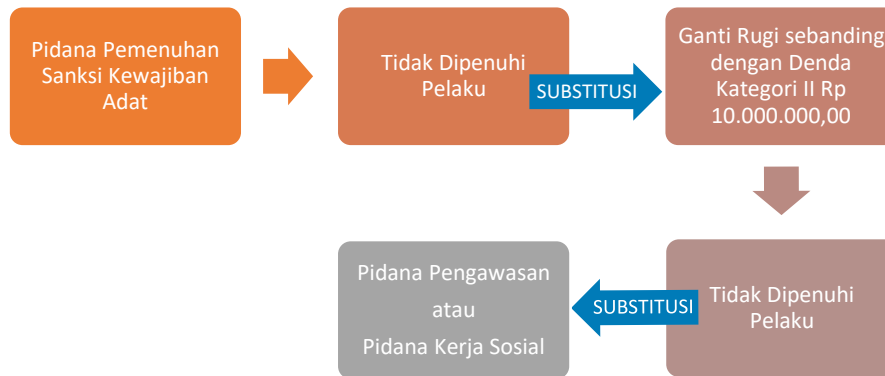 Pidana Pemenuhan
Sanksi Kewajiban
Adat
Tidak Dipenuhi
Pelaku
SUBSTITUSI
Ganti Rugi sebanding
dengan Denda
Kategori II Rp
10.000.000,00
Tidak Dipenuhi
Pelaku
SUBSTITUSI
Pidana Pengawasan
atau
Pidana Kerja Sosial